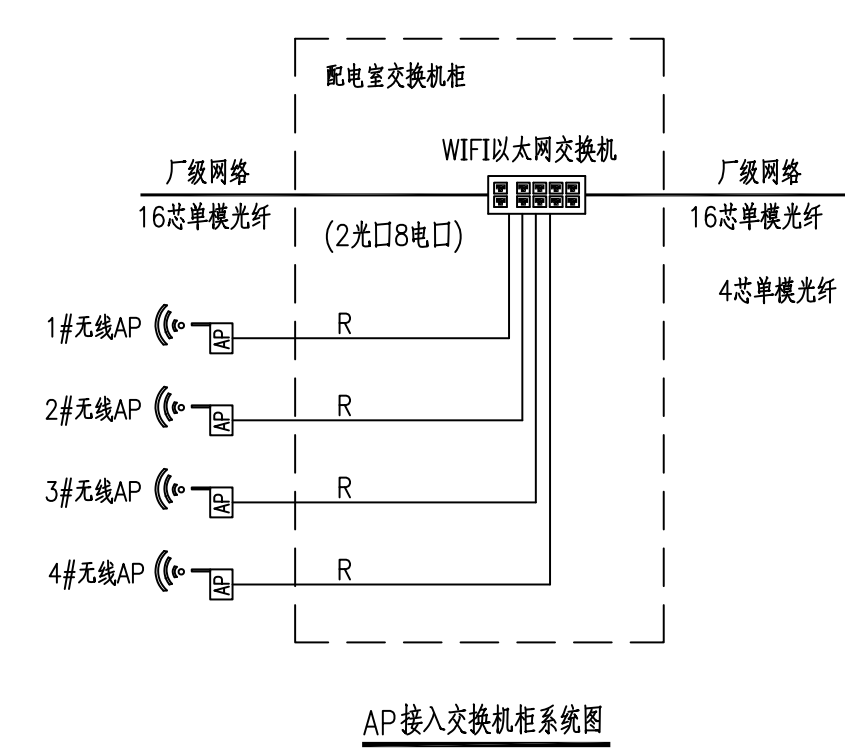 配电室交换机柜
WIFI以太网交换机
厂级网络
厂级网络
16芯单模光纤
(2光口8电口)
16芯单模光纤
4芯单模光纤
1#无线AP
AP
R
2#无线AP
AP
R
3#无线AP
AP
R
4#无线AP
AP
R
AP接入交换机柜系统图